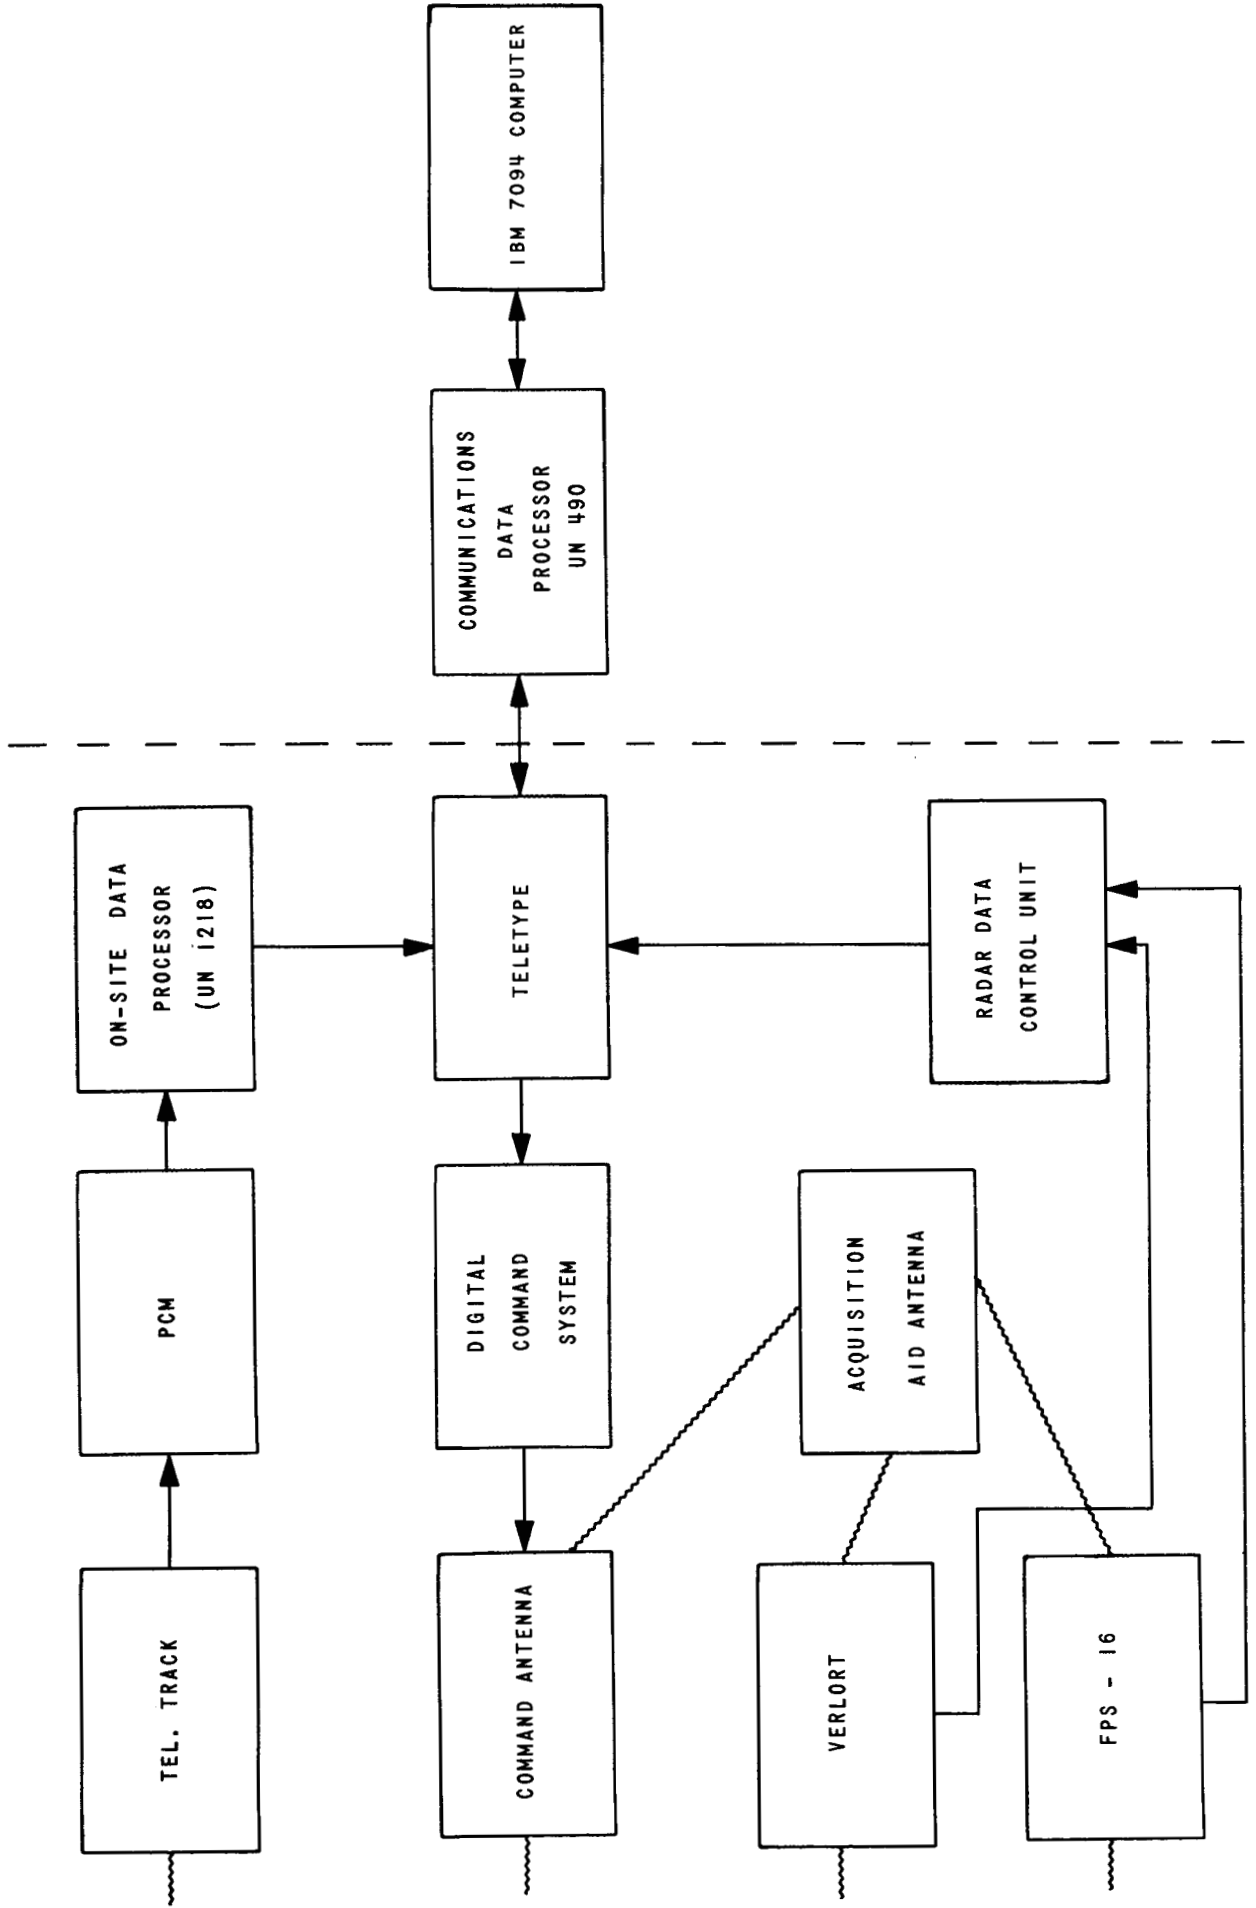 TEL. TRACK
PCM
ON-SITE DATA
PROCESSOR
(UN 1218)
COMMAND ANTENNA
DIGITAL
COMMAND
SYSTEM
TELETYPE
COMMUNICATIONS
DATA
PROCESSOR
UN 490
IBM 7094 COMPUTER
VERLORT
ACQUISITION
AID ANTENNA
RADAR DATA
CONTROL UNIT
FPS - 16